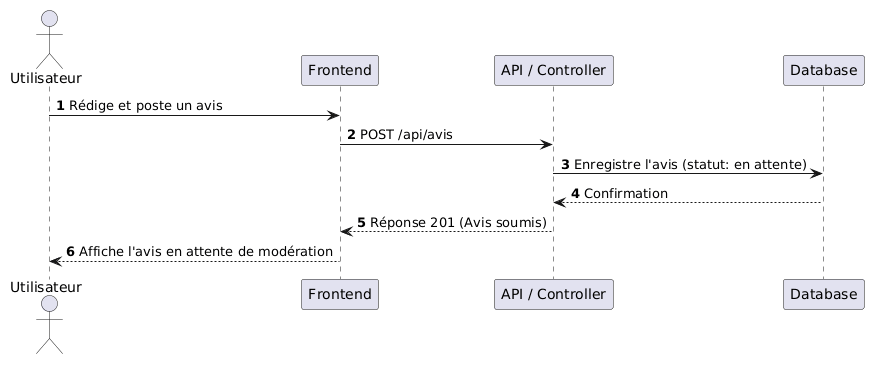 Utilisateur
Frontend
API / Controller
Database
1 Rédige et poste un avis
2 POST /api/avis
3 Enregistre l'avis (statut: en attente)
4 Confirmation
5 Réponse 201 (Avis soumis)
6 Affiche l'avis en attente de modération
Utilisateur
Frontend
API / Controller
Database